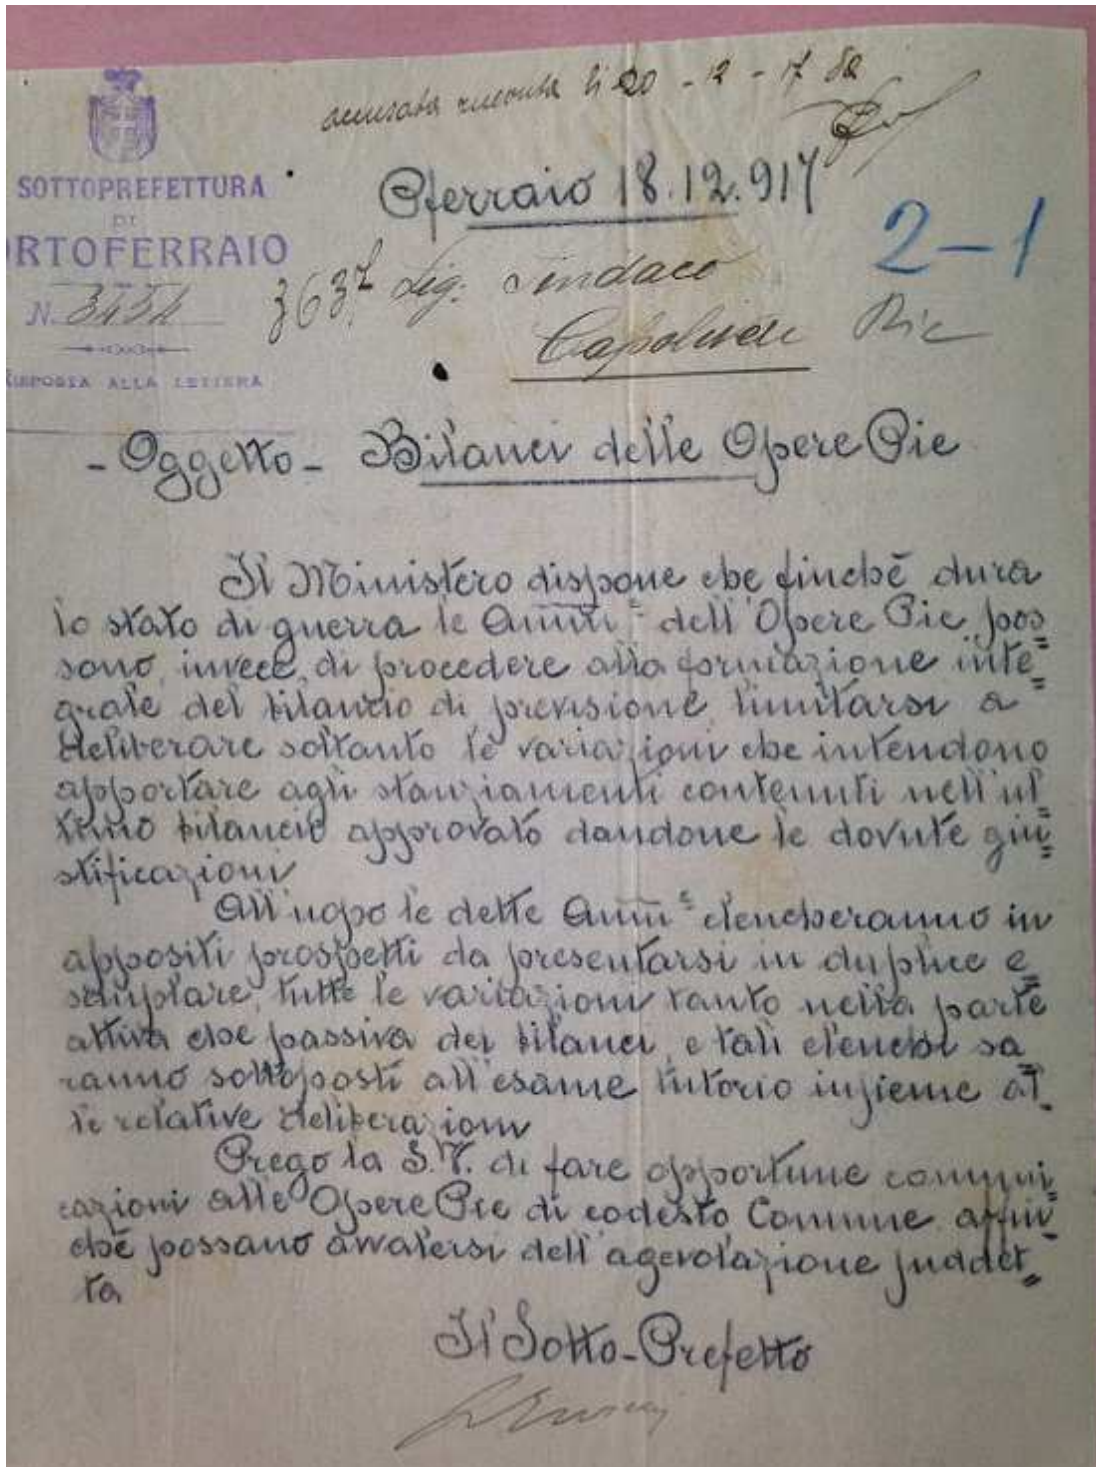 accusata ricevuta li 20-12-17
SOTTOPREFETTURA
DI
ORTOFERRAIO
N. 3454
RISPOSTA ALLA LETTERA
Pferraio 18.12.917
2-1
3637 Sig: Sindaco
Capoliveri Ric
- Oggetto - Bilanci delle Opere Pie
Il Ministero dispone che finchè dura
lo stato di guerra le Ammni dell'Opere Pie pos=
sono, invece, di procedere alla formazione inte=
grale del bilancio di previsione, limitarsi a
deliberare soltanto le variazioni che intendono
apportare agli stanziamenti contenuti nell'ul=
timo bilancio approvato dandone le dovute giu=
stificazioni
All'uopo le dette Amm= elencheranno in
appositi prospetti da presentarsi in duplice e=
semplare, tutte le variazioni tanto nella parte
attiva che passiva dei bilanci, e tali elenchi sa=
ranno sottoposti all'esame tutorio insieme al=
le relative deliberazioni
Prego la S.V. di fare opportune comuni=
cazioni alle Opere Pie di codesto Comune affin=
chè possano avvalersi dell'agevolazione suddet=
ta
Il Sotto-Prefetto